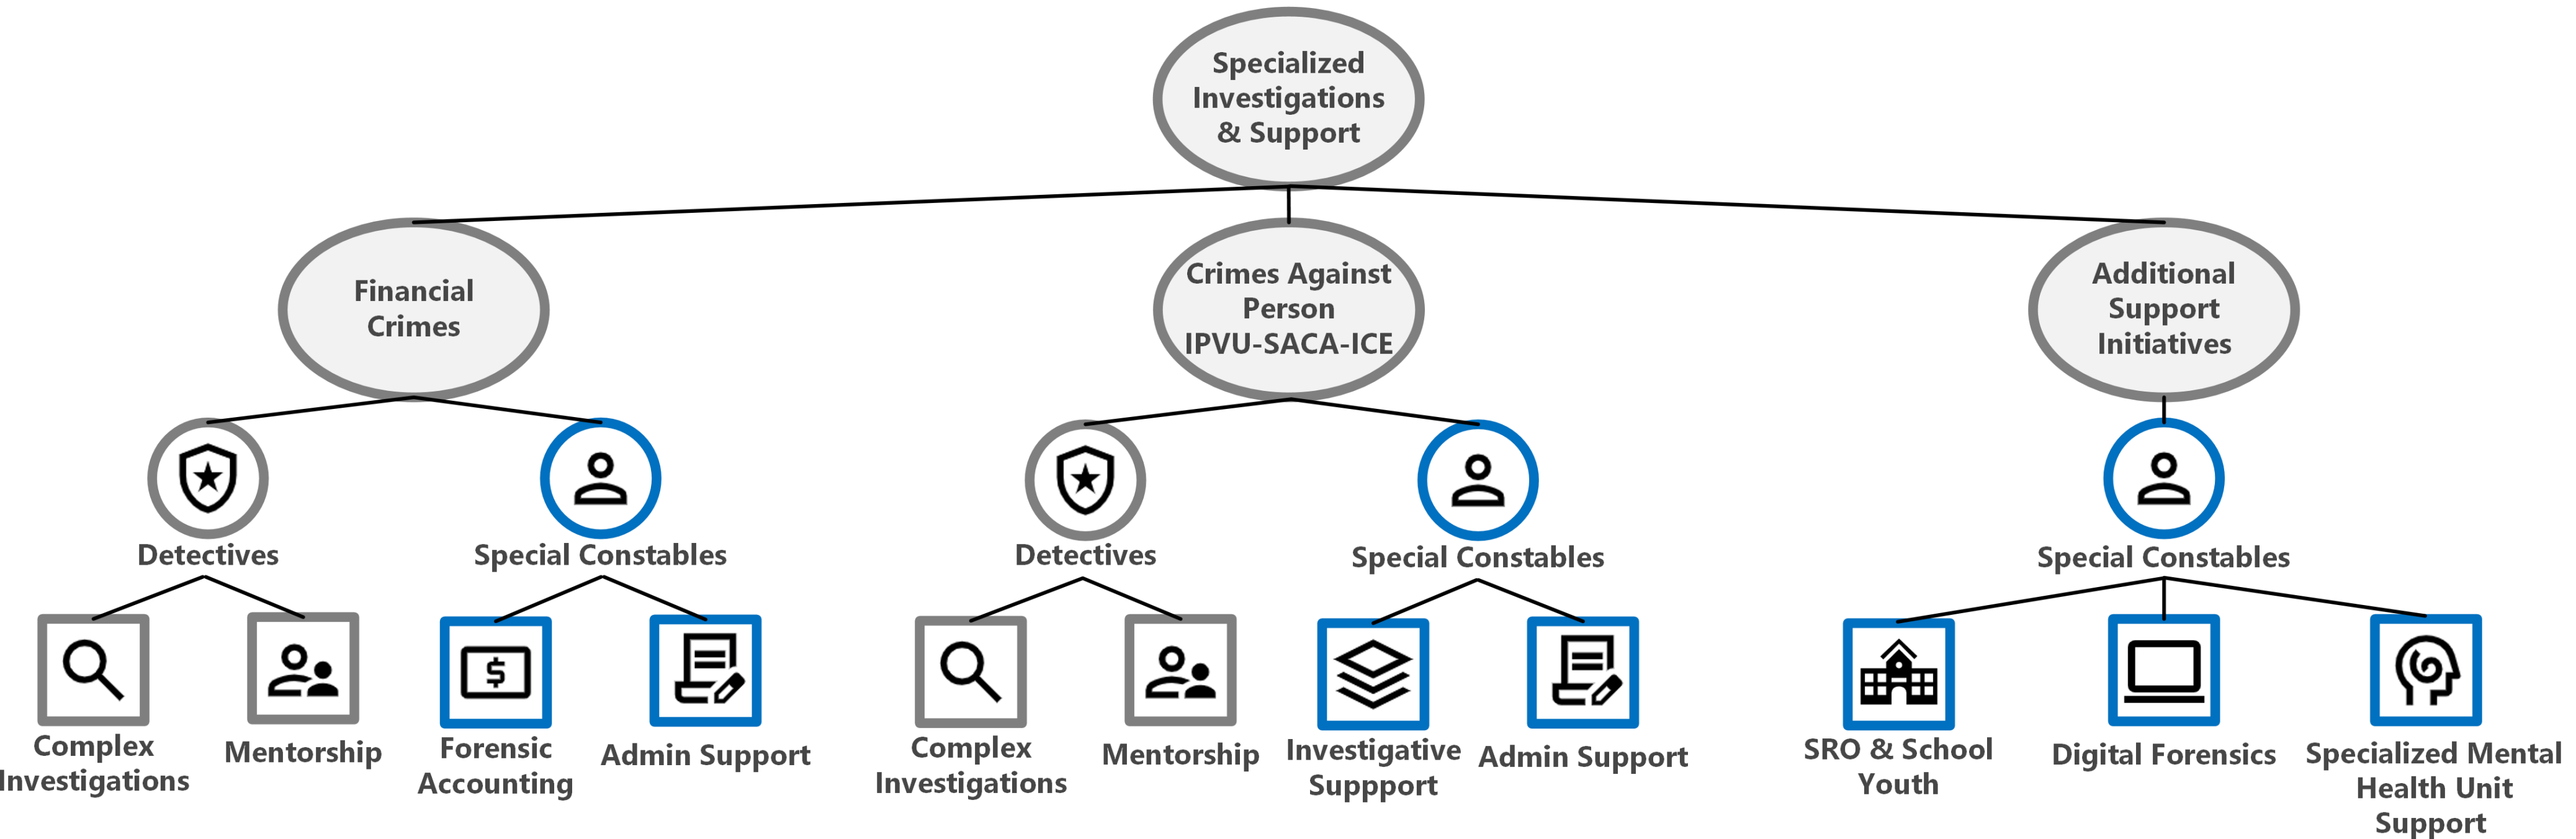 Specialized
Investigations
& Support
Financial
Crimes
Crimes Against
Person
IPVU-SACA-ICE
Additional
Support
Initiatives
Detectives
Special Constables
Detectives
Special Constables
Special Constables
Complex
Investigations
Mentorship
Forensic
Accounting
Admin Support
Complex
Investigations
Mentorship
Investigative
Suppport
Admin Support
SRO & School
Youth
Digital Forensics
Specialized Mental
Health Unit
Support